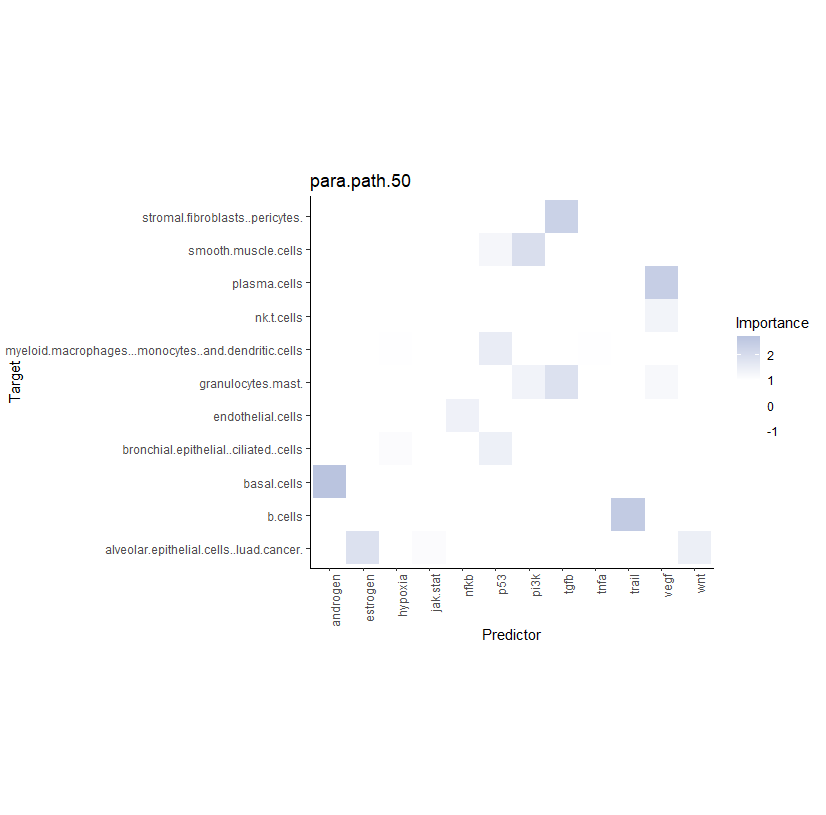 para.path.50
stromal.fibroblasts..pericytes.
smooth.muscle.cells
plasma.cells
nk.t.cells
myeloid.macrophages...monocytes..and.dendritic.cells
granulocytes.mast.
endothelial.cells
bronchial.epithelial..ciliated..cells
basal.cells
b.cells
alveolar.epithelial.cells..luad.cancer.
Target
androgen
estrogen
hypoxia
jak.stat
nfkb
p53
pi3k
tgfb
tnfa
trail
vegf
wnt
Predictor
Importance
2
1
0
-1